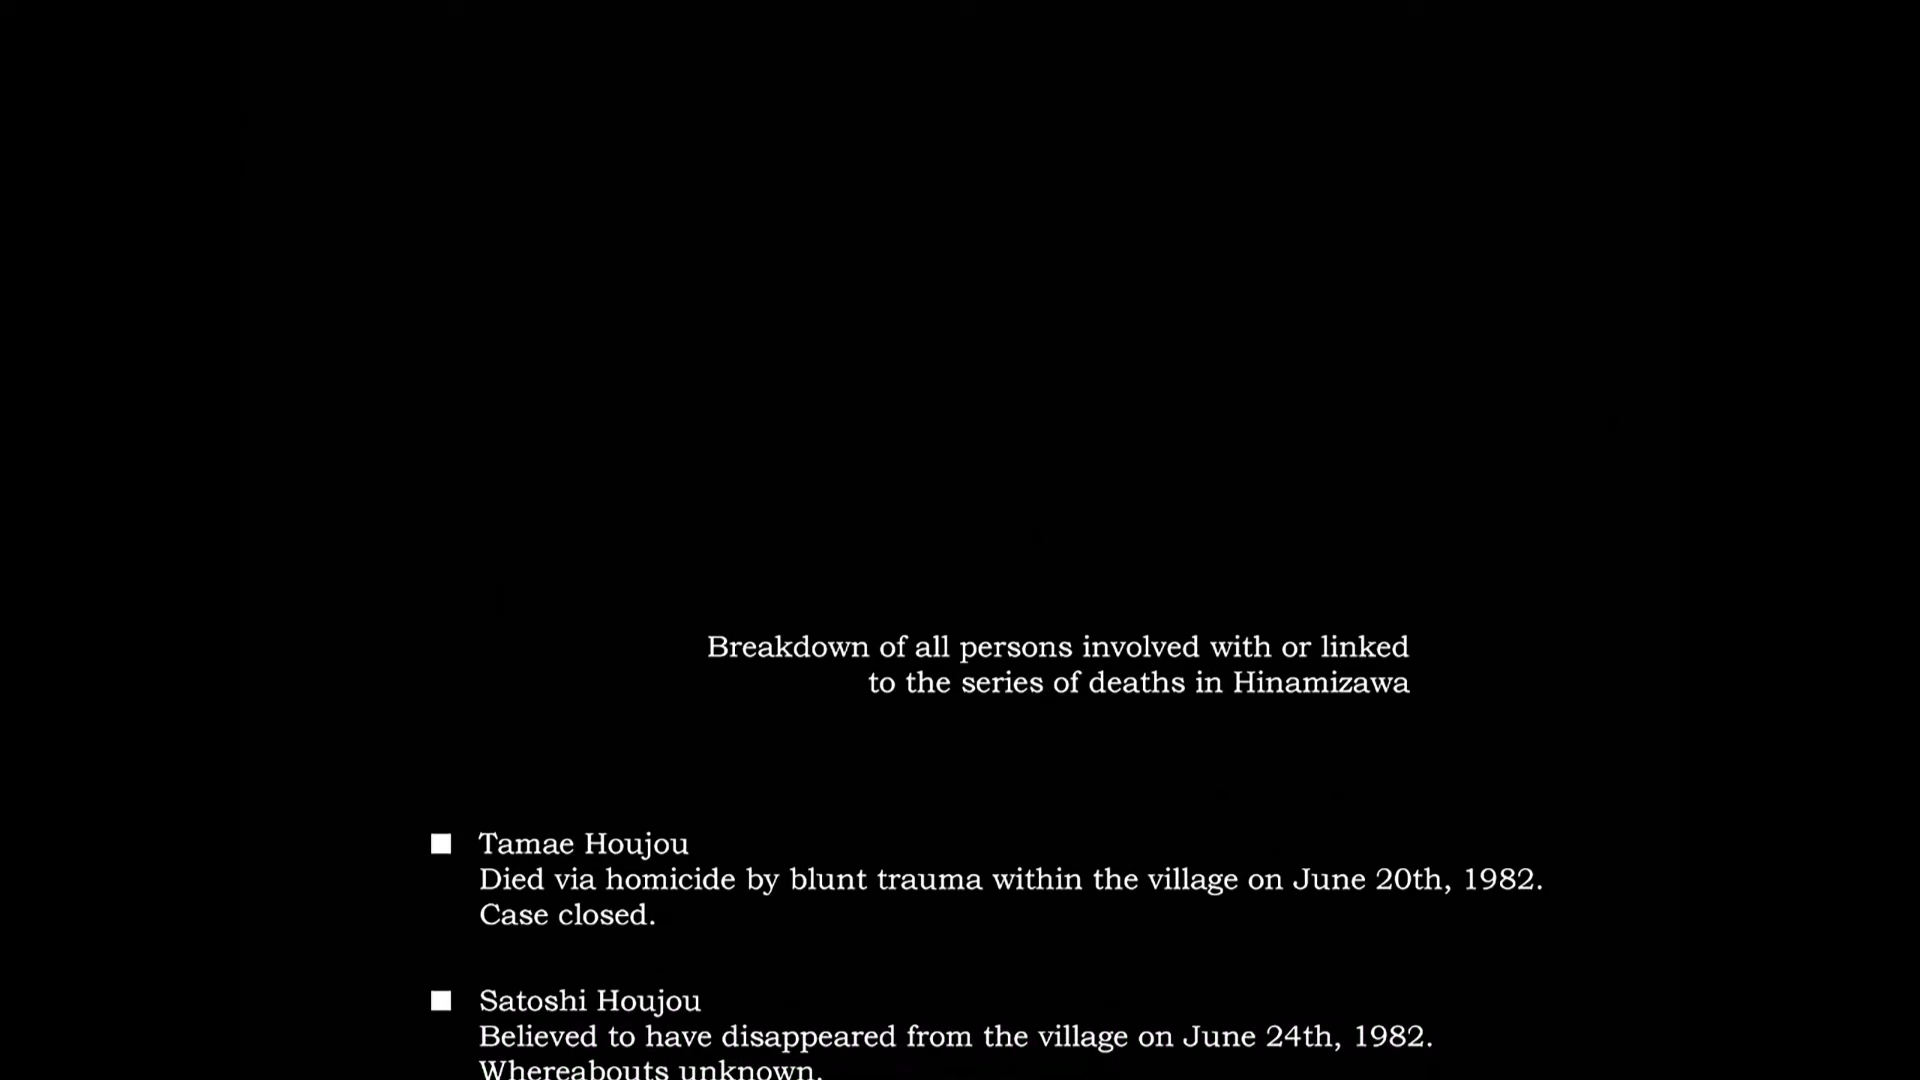 Breakdown of all persons involved with or linked
to the series of deaths in Hinamizawa
■ Tamae Houjou
Died via homicide by blunt trauma within the village on June 20th, 1982.
Case closed.
■ Satoshi Houjou
Believed to have disappeared from the village on June 24th, 1982.
Whereabouts unknown.